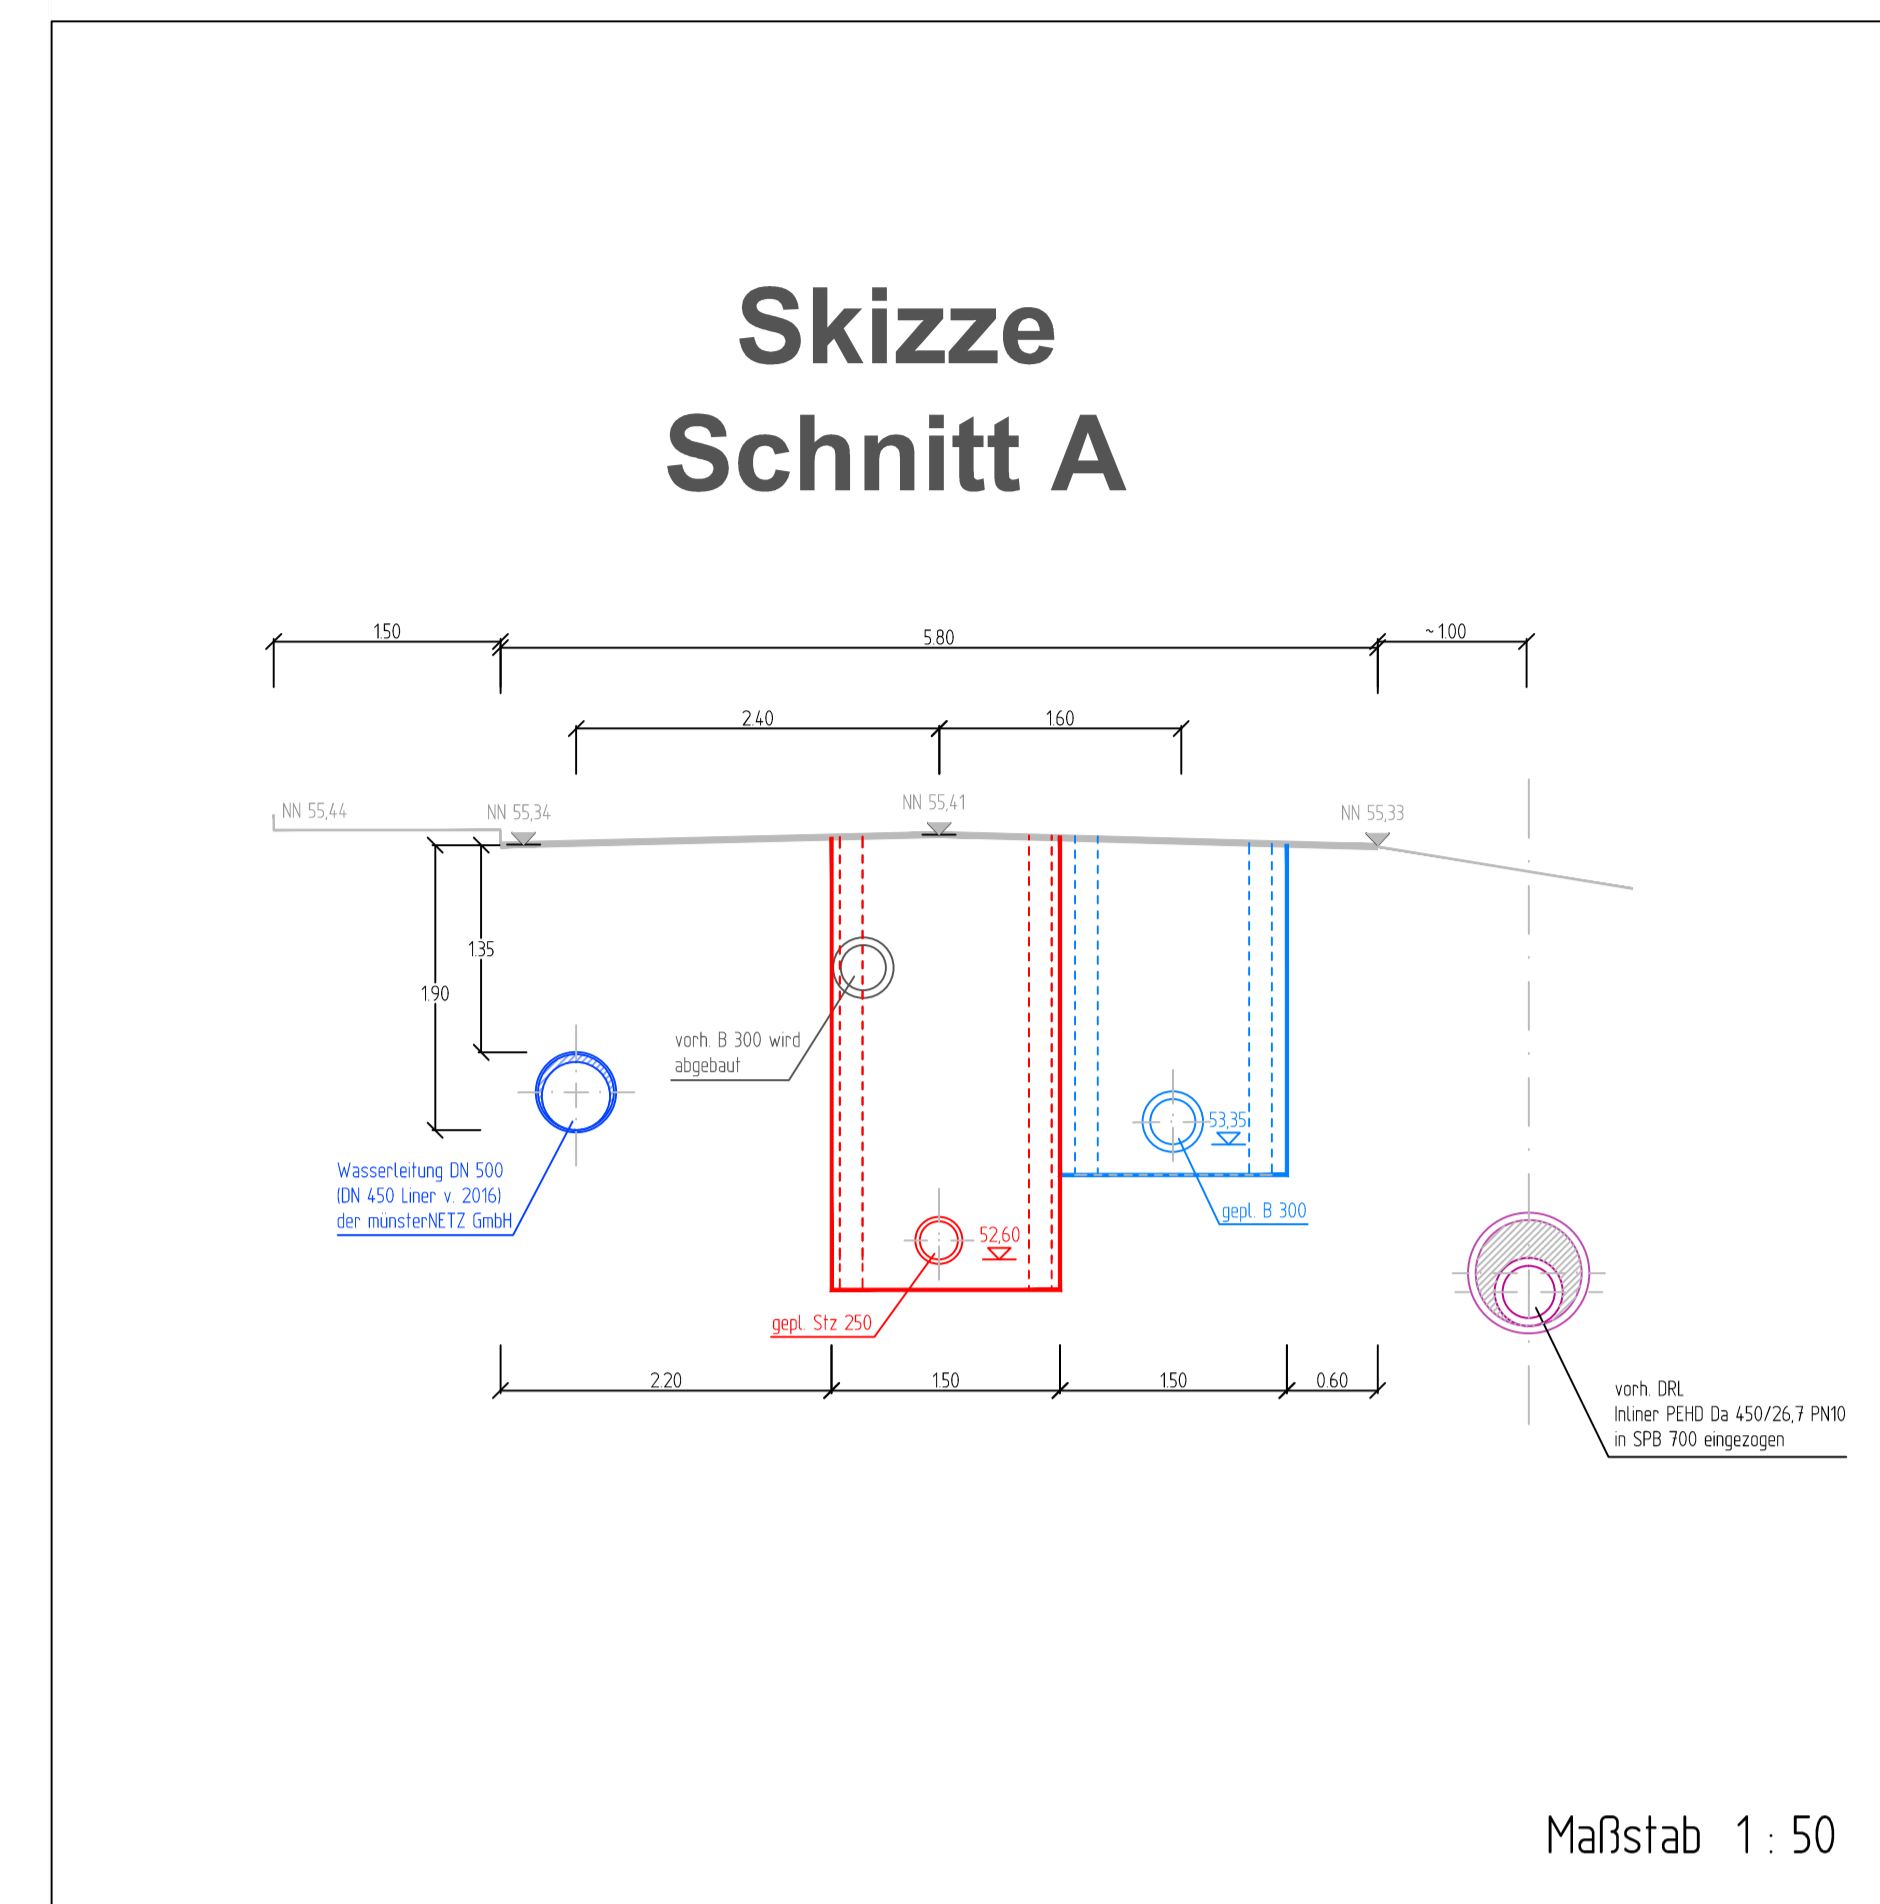 Skizze
Schnitt A
1.50
5.80
~ 1.00
2.40
1.60
NN 55,44
NN 55,34
NN 55,41
NN 55,33
1.35
1.90
vorh. B 300 wird
abgebaut
53,35
Wasserleitung DN 500
(DN 450 Liner v. 2016)
der münsterNETZ GmbH
gepl. B 300
52,60
gepl. Stz 250
2.20
1.50
1.50
0.60
vorh. DRL
Inliner PEHD Da 450/26,7 PN10
in SPB 700 eingezogen
Maßstab 1 : 50